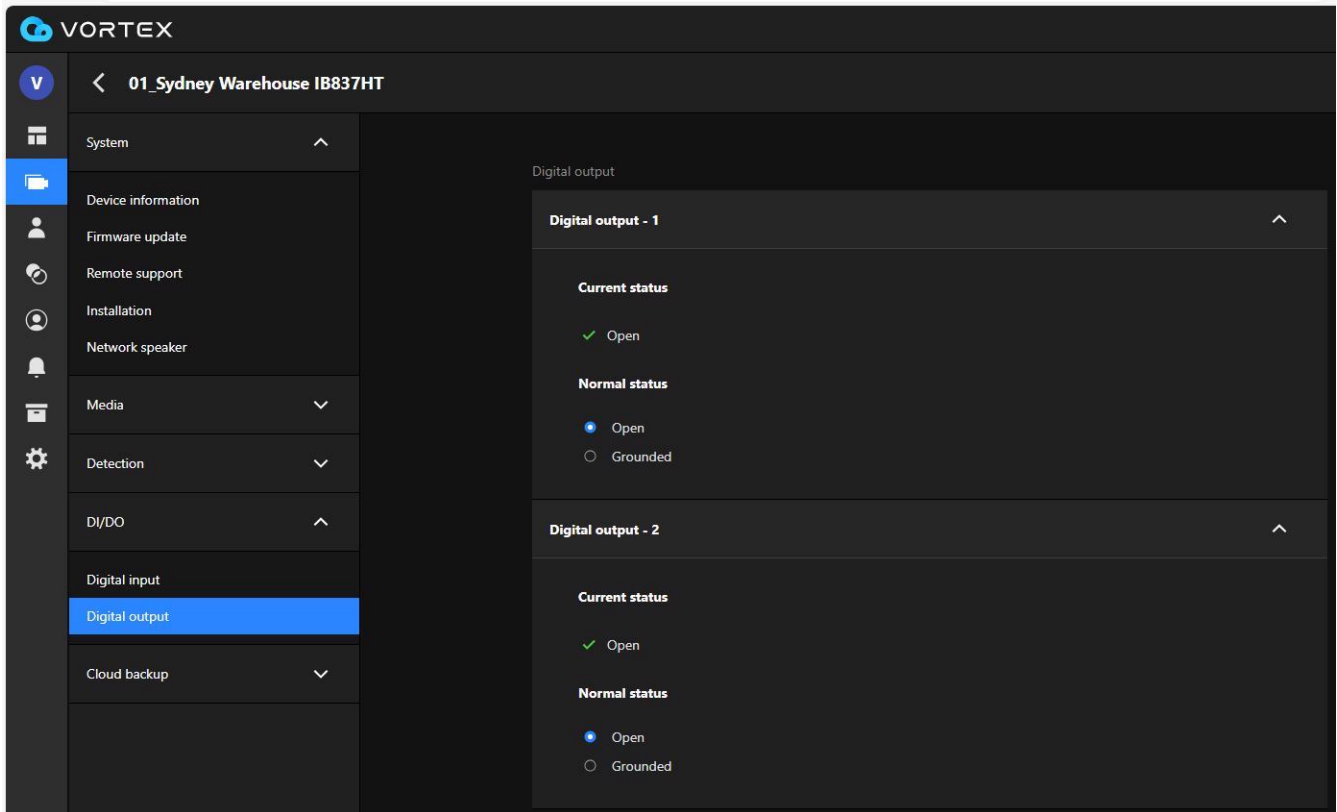 VORTEX
V
01_Sydney Warehouse IB837HT
System
Device information
Firmware update
Remote support
Installation
Network speaker
Media
Detection
DI/DO
Digital input
Digital output
Cloud backup
Digital output
Digital output - 1
Current status
Open
Normal status
Open
Grounded
Digital output - 2
Current status
Open
Normal status
Open
Grounded